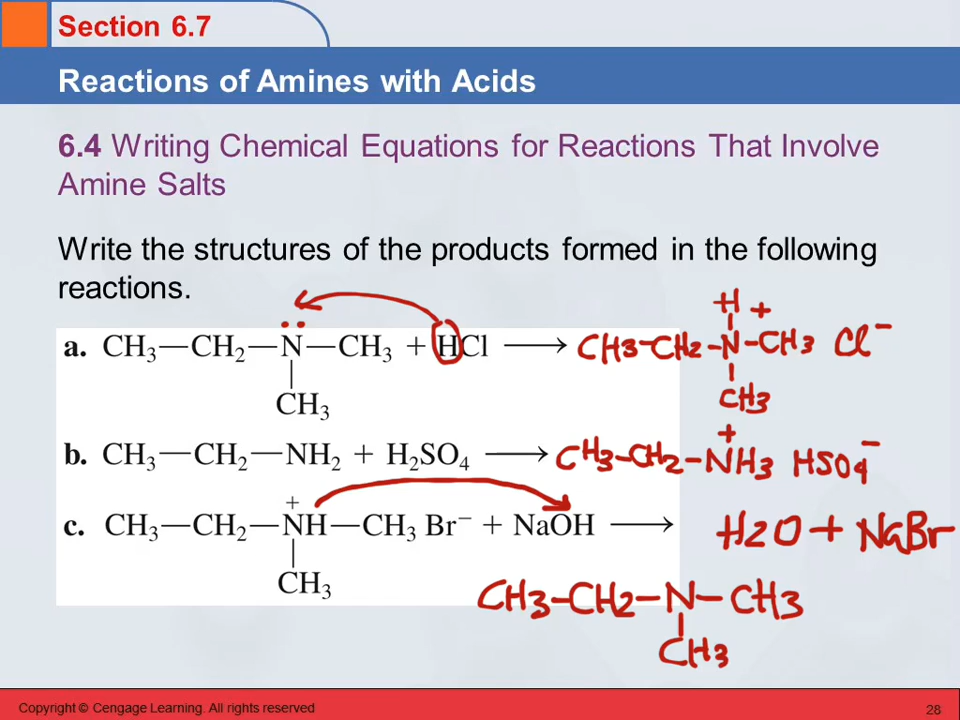 Section 6.7
Reactions of Amines with Acids
6.4 Writing Chemical Equations for Reactions That Involve
Amine Salts
Write the structures of the products formed in the following
reactions.
H +
a. CH₃—CH₂—N—CH₃ + HCl ⟶ CH3-CH2-N-CH3 Cl⁻
CH₃ CH3
+
b. CH₃—CH₂—NH₂ + H₂SO₄ ⟶ CH3-CH2-NH3 HSO4⁻
+
c. CH₃—CH₂—NH—CH₃ Br⁻ + NaOH ⟶ H2O + NaBr
CH₃
CH3-CH2-N-CH3
CH3
Copyright © Cengage Learning. All rights reserved 28